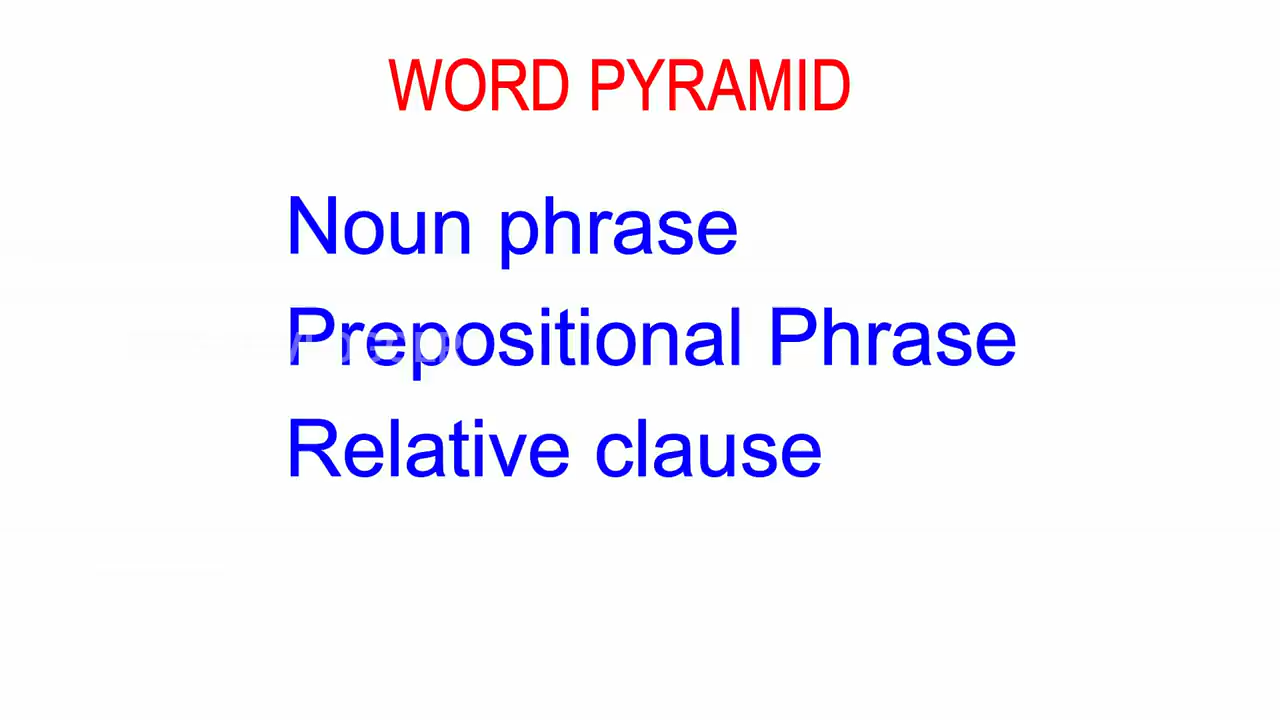 WORD PYRAMID
Noun phrase
Prepositional Phrase
Relative clause